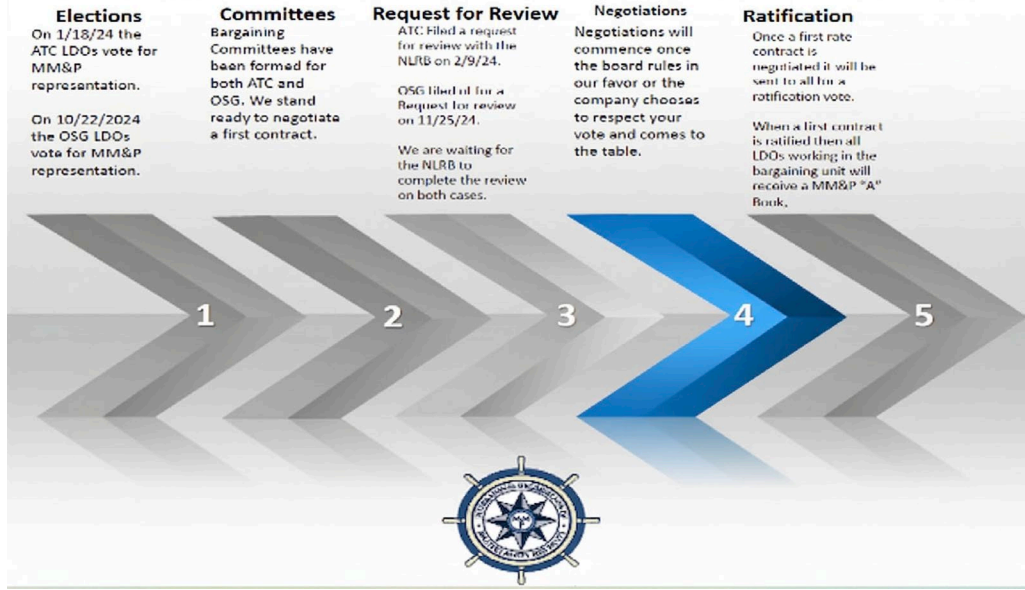 Elections
On 1/18/24 the
ATC LDOs vote for
MM&P
representation.
On 10/22/2024
the OSG LDOs
vote for MM&P
representation.
Committees
Bargaining
Committees have
been formed for
both ATC and
OSG. We stand
ready to negotiate
a first contract.
Request for Review
ATC Filed a request
for review with the
NLRB on 2/9/24.
OSG filed of for a
Request for review
on 11/25/24.
We are waiting for
the NLRB to
complete the review
on both cases.
Negotiations
Negotiations will
commence once
the board rules in
our favor or the
company chooses
to respect your
vote and comes to
the table.
Ratification
Once a first rate
contract is
negotiated it will be
sent to all for a
ratification vote.
When a first contract
is ratified then all
LDOs working in the
bargaining unit will
receive a MM&P "A"
Book.
1
2
3
4
5